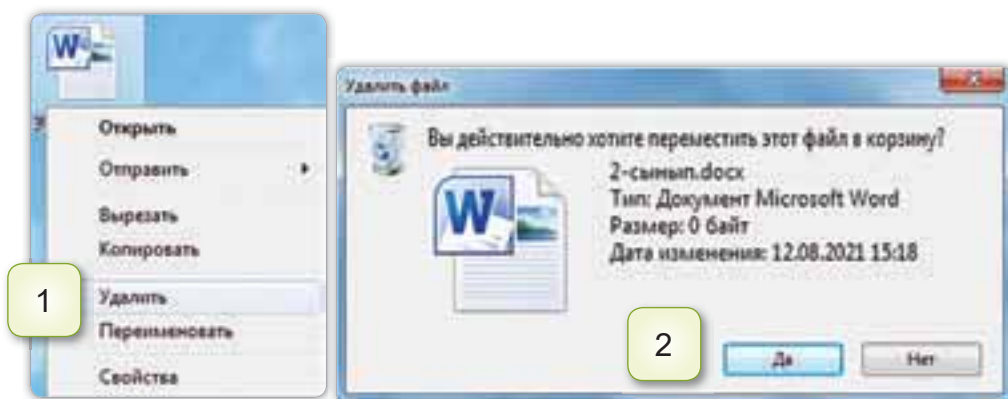 W
Открыть
Отправить
Вырезать
Копировать
1
Удалить
Переименовать
Свойства
Удалить файл
Вы действительно хотите переместить этот файл в корзину?
W
2-сынып.docx
Тип: Документ Microsoft Word
Размер: 0 байт
Дата изменения: 12.08.2021 15:18
2
Да
Нет